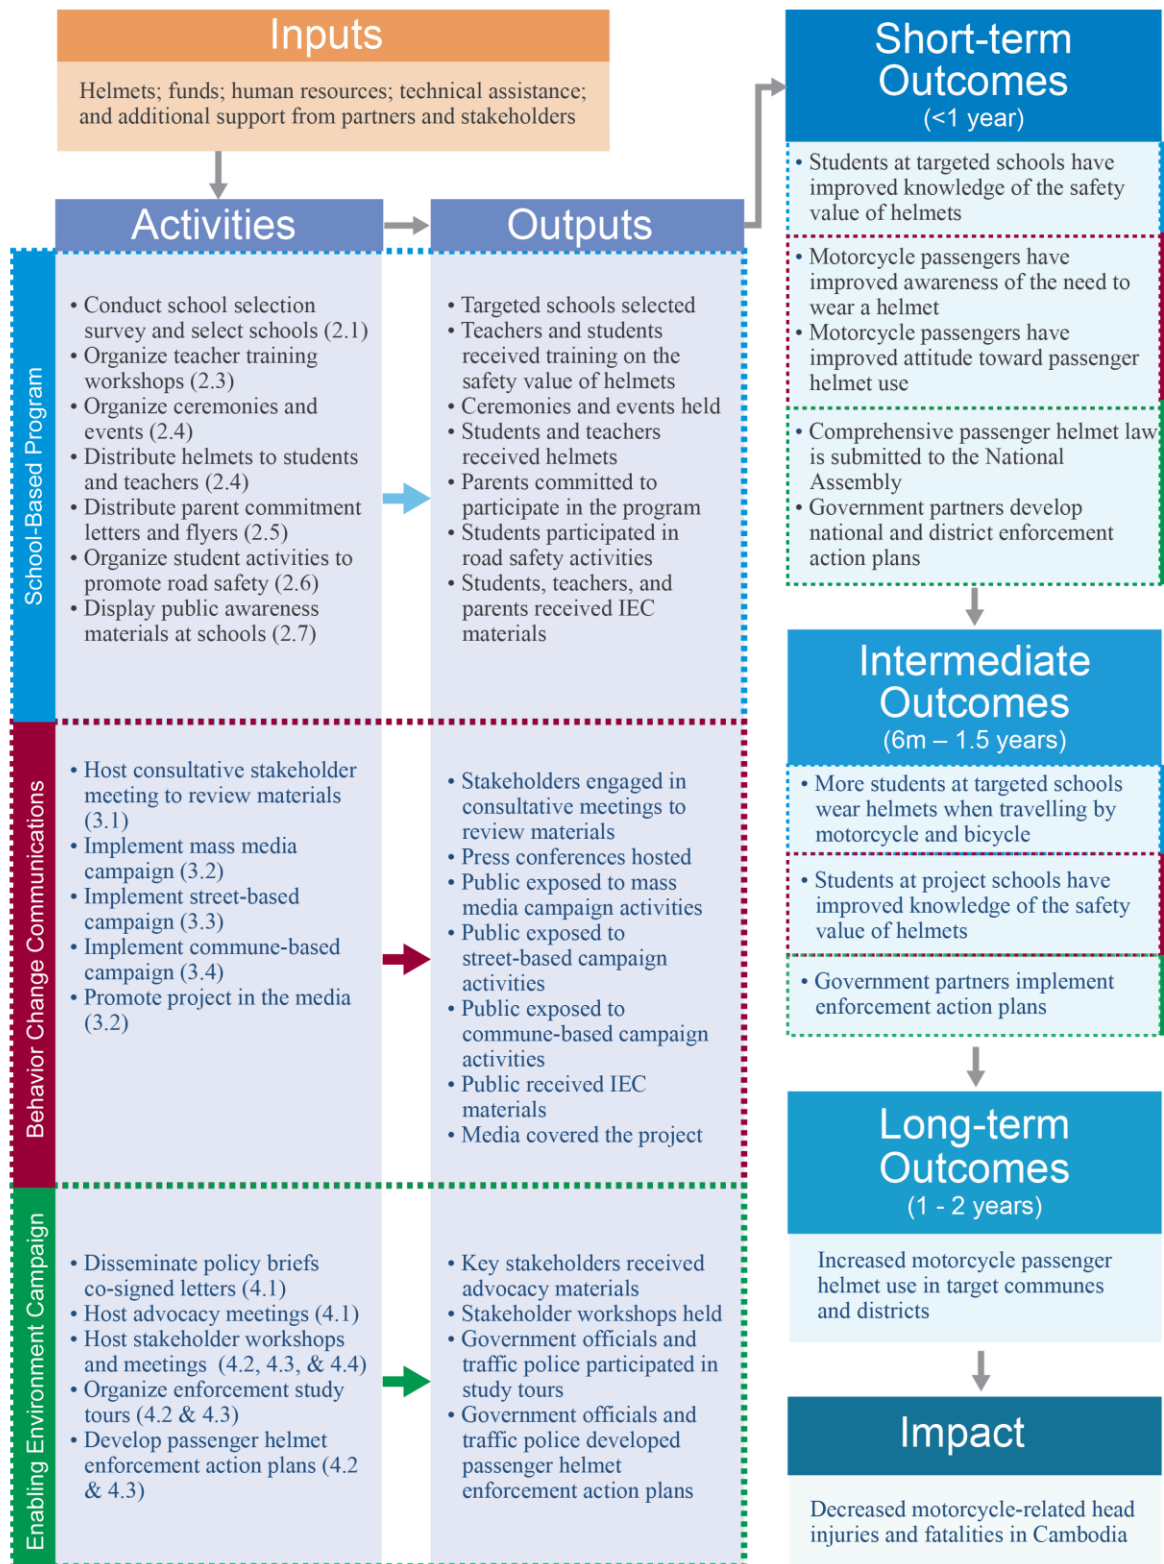 Inputs
Helmets; funds; human resources; technical assistance;
and additional support from partners and stakeholders
Activities
Outputs
School-Based Program
• Conduct school selection
survey and select schools (2.1)
• Organize teacher training
workshops (2.3)
• Organize ceremonies and
events (2.4)
• Distribute helmets to students
and teachers (2.4)
• Distribute parent commitment
letters and flyers (2.5)
• Organize student activities to
promote road safety (2.6)
• Display public awareness
materials at schools (2.7)
• Targeted schools selected
• Teachers and students
received training on the
safety value of helmets
• Ceremonies and events held
• Students and teachers
received helmets
• Parents committed to
participate in the program
• Students participated in
road safety activities
• Students, teachers, and
parents received IEC
materials
Behavior Change Communications
• Host consultative stakeholder
meeting to review materials
(3.1)
• Implement mass media
campaign (3.2)
• Implement street-based
campaign (3.3)
• Implement commune-based
campaign (3.4)
• Promote project in the media
(3.2)
• Stakeholders engaged in
consultative meetings to
review materials
• Press conferences hosted
• Public exposed to mass
media campaign activities
• Public exposed to
street-based campaign
activities
• Public exposed to
commune-based campaign
activities
• Public received IEC
materials
• Media covered the project
Enabling Environment Campaign
• Disseminate policy briefs
co-signed letters (4.1)
• Host advocacy meetings (4.1)
• Host stakeholder workshops
and meetings (4.2, 4.3, & 4.4)
• Organize enforcement study
tours (4.2 & 4.3)
• Develop passenger helmet
enforcement action plans (4.2
& 4.3)
• Key stakeholders received
advocacy materials
• Stakeholder workshops held
• Government officials and
traffic police participated in
study tours
• Government officials and
traffic police developed
passenger helmet
enforcement action plans
Short-term
Outcomes
(<1 year)
• Students at targeted schools have
improved knowledge of the safety
value of helmets
• Motorcycle passengers have
improved awareness of the need to
wear a helmet
• Motorcycle passengers have
improved attitude toward passenger
helmet use
• Comprehensive passenger helmet law
is submitted to the National
Assembly
• Government partners develop
national and district enforcement
action plans
Intermediate
Outcomes
(6m – 1.5 years)
• More students at targeted schools
wear helmets when travelling by
motorcycle and bicycle
• Students at project schools have
improved knowledge of the safety
value of helmets
• Government partners implement
enforcement action plans
Long-term
Outcomes
(1 - 2 years)
Increased motorcycle passenger
helmet use in target communes
and districts
Impact
Decreased motorcycle-related head
injuries and fatalities in Cambodia